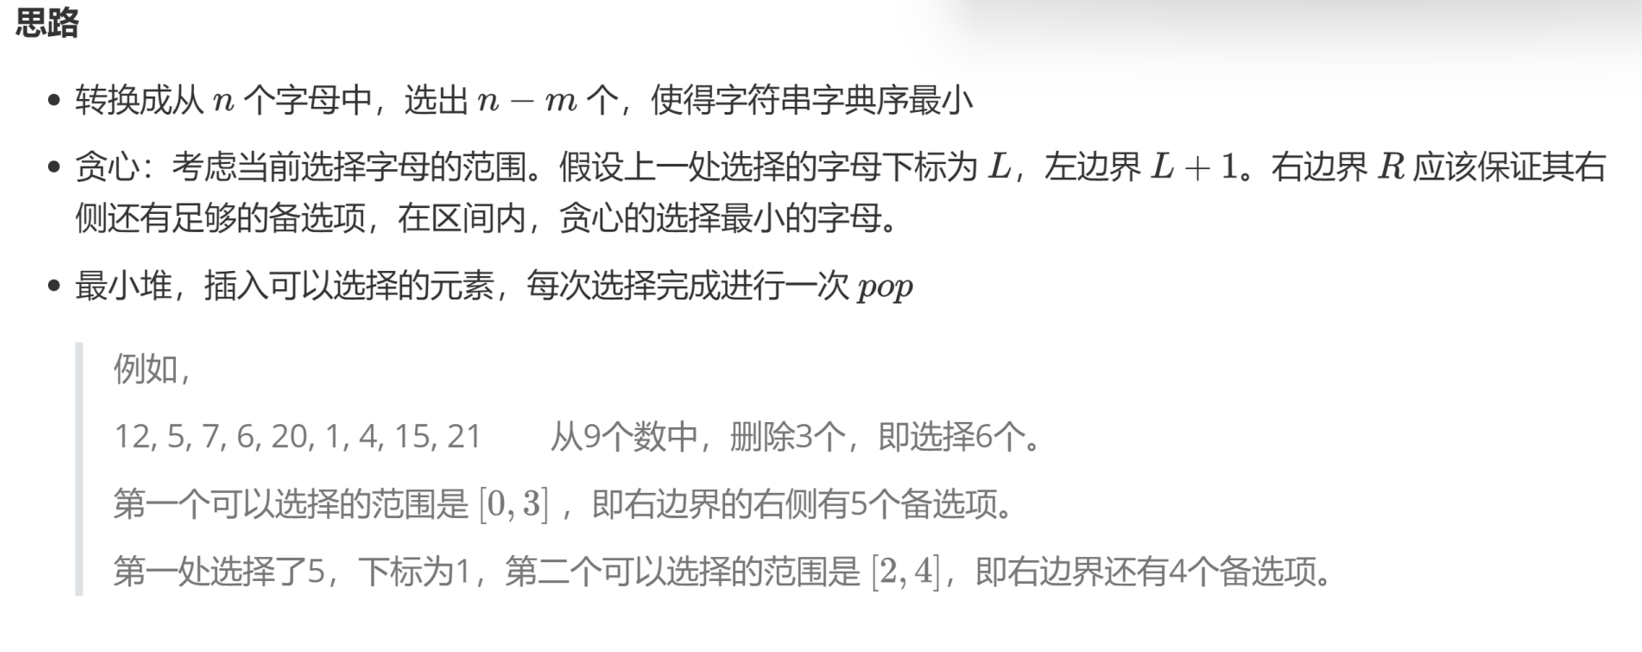 思路
转换成从 n 个字母中，选出 n − m 个，使得字符串字典序最小
贪心：考虑当前选择字母的范围。假设上一处选择的字母下标为 L，左边界 L + 1。右边界 R 应该保证其右
侧还有足够的备选项，在区间内，贪心的选择最小的字母。
最小堆，插入可以选择的元素，每次选择完成进行一次 pop
例如，
12, 5, 7, 6, 20, 1, 4, 15, 21 从9个数中，删除3个，即选择6个。
第一个可以选择的范围是 [0, 3] ，即右边界的右侧有5个备选项。
第一处选择了5，下标为1，第二个可以选择的范围是 [2, 4]，即右边界还有4个备选项。